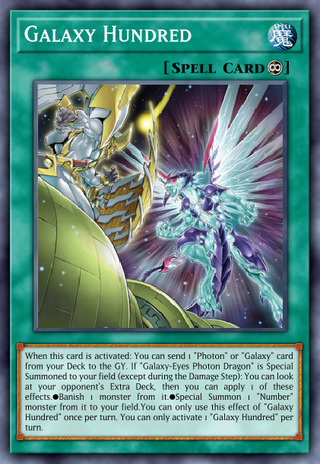 Galaxy Hundred
魔
[Spell Card]
When this card is activated: You can send 1 "Photon" or "Galaxy" card
from your Deck to the GY. If "Galaxy-Eyes Photon Dragon" is Special
Summoned to your field (except during the Damage Step): You can look
at your opponent's Extra Deck, then you can apply 1 of these
effects.●Banish 1 monster from it.●Special Summon 1 "Number"
monster from it to your field.You can only use this effect of "Galaxy
Hundred" once per turn. You can only activate 1 "Galaxy Hundred" per
turn.